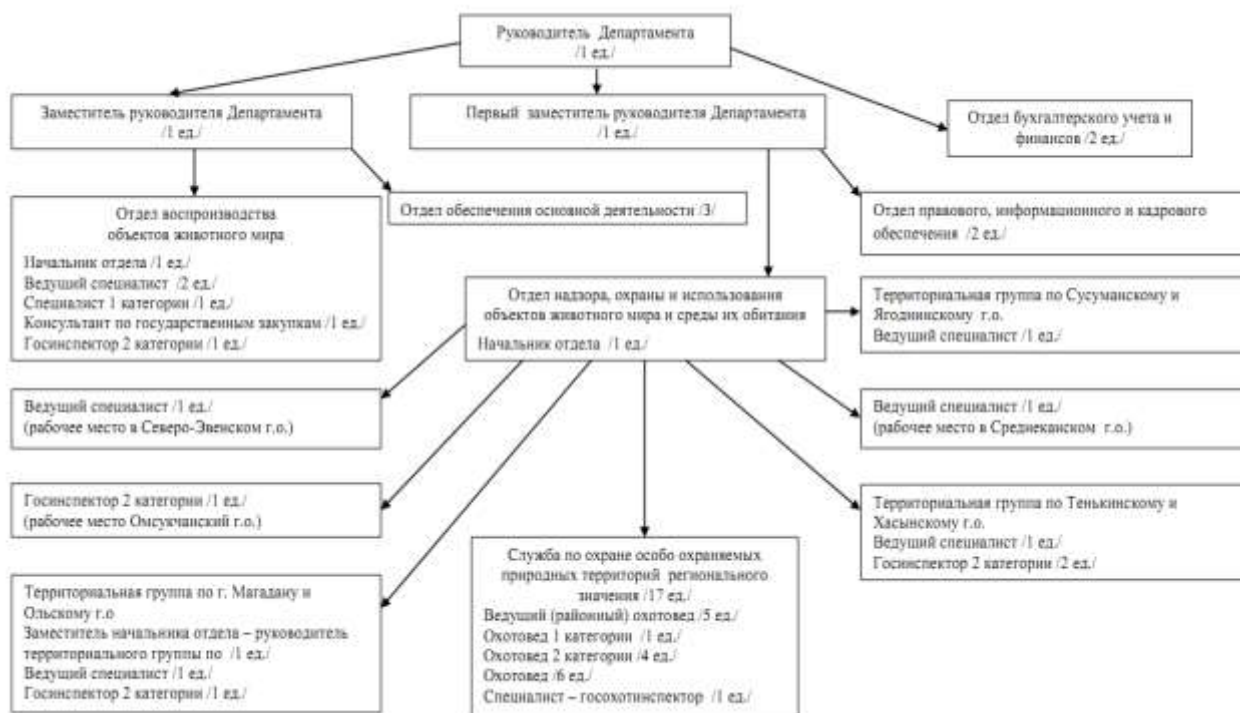 Руководитель Департамента
/1 ед./
Заместитель руководителя Департамента
/1 ед./
Первый заместитель руководителя Департамента
/1 ед./
Отдел бухгалтерского учета и
финансов /2 ед./
Отдел воспроизводства
объектов животного мира
Начальник отдела /1 ед./
Ведущий специалист /2 ед./
Специалист 1 категории /1 ед./
Консультант по государственным закупкам /1 ед./
Госинспектор 2 категории /1 ед./
Отдел обеспечения основной деятельности /3/
Отдел правового, информационного и кадрового
обеспечения /2 ед./
Отдел надзора, охраны и использования
объектов животного мира и среды их обитания
Начальник отдела /1 ед./
Территориальная группа по Сусуманскому и
Ягоднинскому г.о.
Ведущий специалист /1 ед./
Ведущий специалист /1 ед./
(рабочее место в Северо-Эвенском г.о.)
Ведущий специалист /1 ед./
(рабочее место в Среднеканском г.о.)
Госинспектор 2 категории /1 ед./
(рабочее место Омсукчанский г.о.)
Территориальная группа по Тенькинскому и
Хасынскому г.о.
Ведущий специалист /1 ед./
Госинспектор 2 категории /2 ед./
Территориальная группа по г. Магадану и
Ольскому г.о
Заместитель начальника отдела – руководитель
территориального группы по /1 ед./
Ведущий специалист /1 ед./
Госинспектор 2 категории /1 ед./
Служба по охране особо охраняемых
природных территорий регионального
значения /17 ед./
Ведущий (районный) охотовед /5 ед./
Охотовед 1 категории /1 ед./
Охотовед 2 категории /4 ед./
Охотовед /6 ед./
Специалист – госохотинспектор /1 ед./